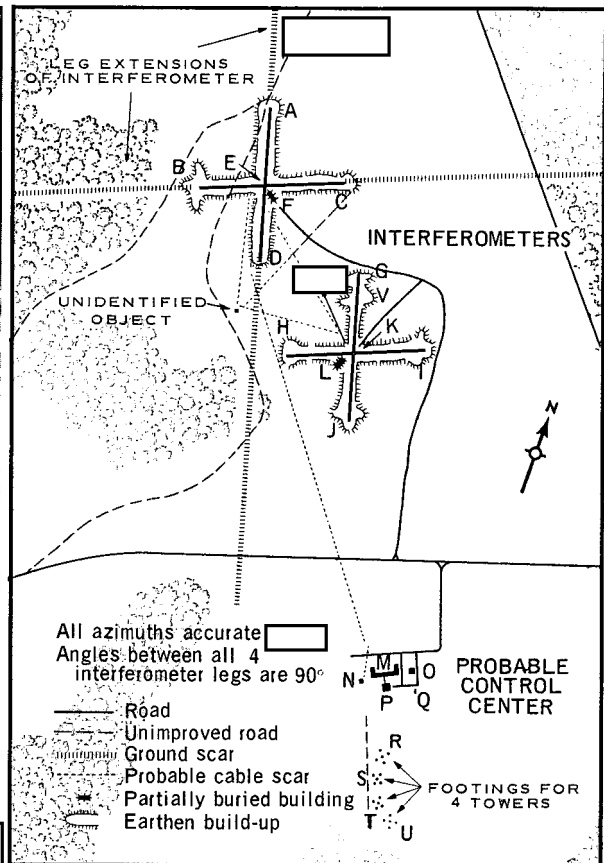 LEG EXTENSIONS
OF INTERFEROMETER
A
B
E
C
F
D
INTERFEROMETERS
G
V
UNIDENTIFIED
OBJECT
H
K
L
I
J
N
All azimuths accurate
Angles between all 4
interferometer legs are 90°
M
O
N
P
Q
PROBABLE
CONTROL
CENTER
Road
Unimproved road
Ground scar
Probable cable scar
Partially buried building
Earthen build-up
R
S
T
U
FOOTINGS FOR
4 TOWERS